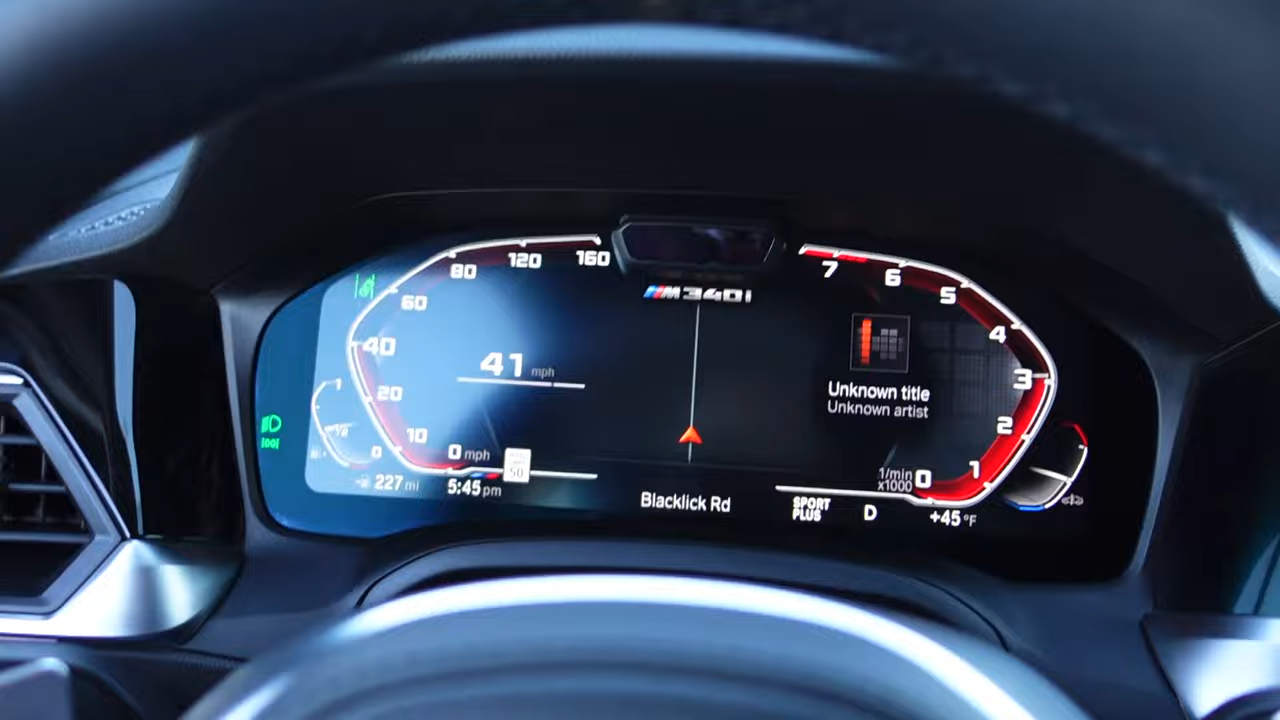 160
120
80
60
40
20
10
0 mph
0
41 mph
50
227 mi
5:45 pm
M340i
Blacklick Rd
7
6
5
4
3
2
1
0
1/min
x1000
Unknown title
Unknown artist
SPORT
PLUS
D
+45 °F